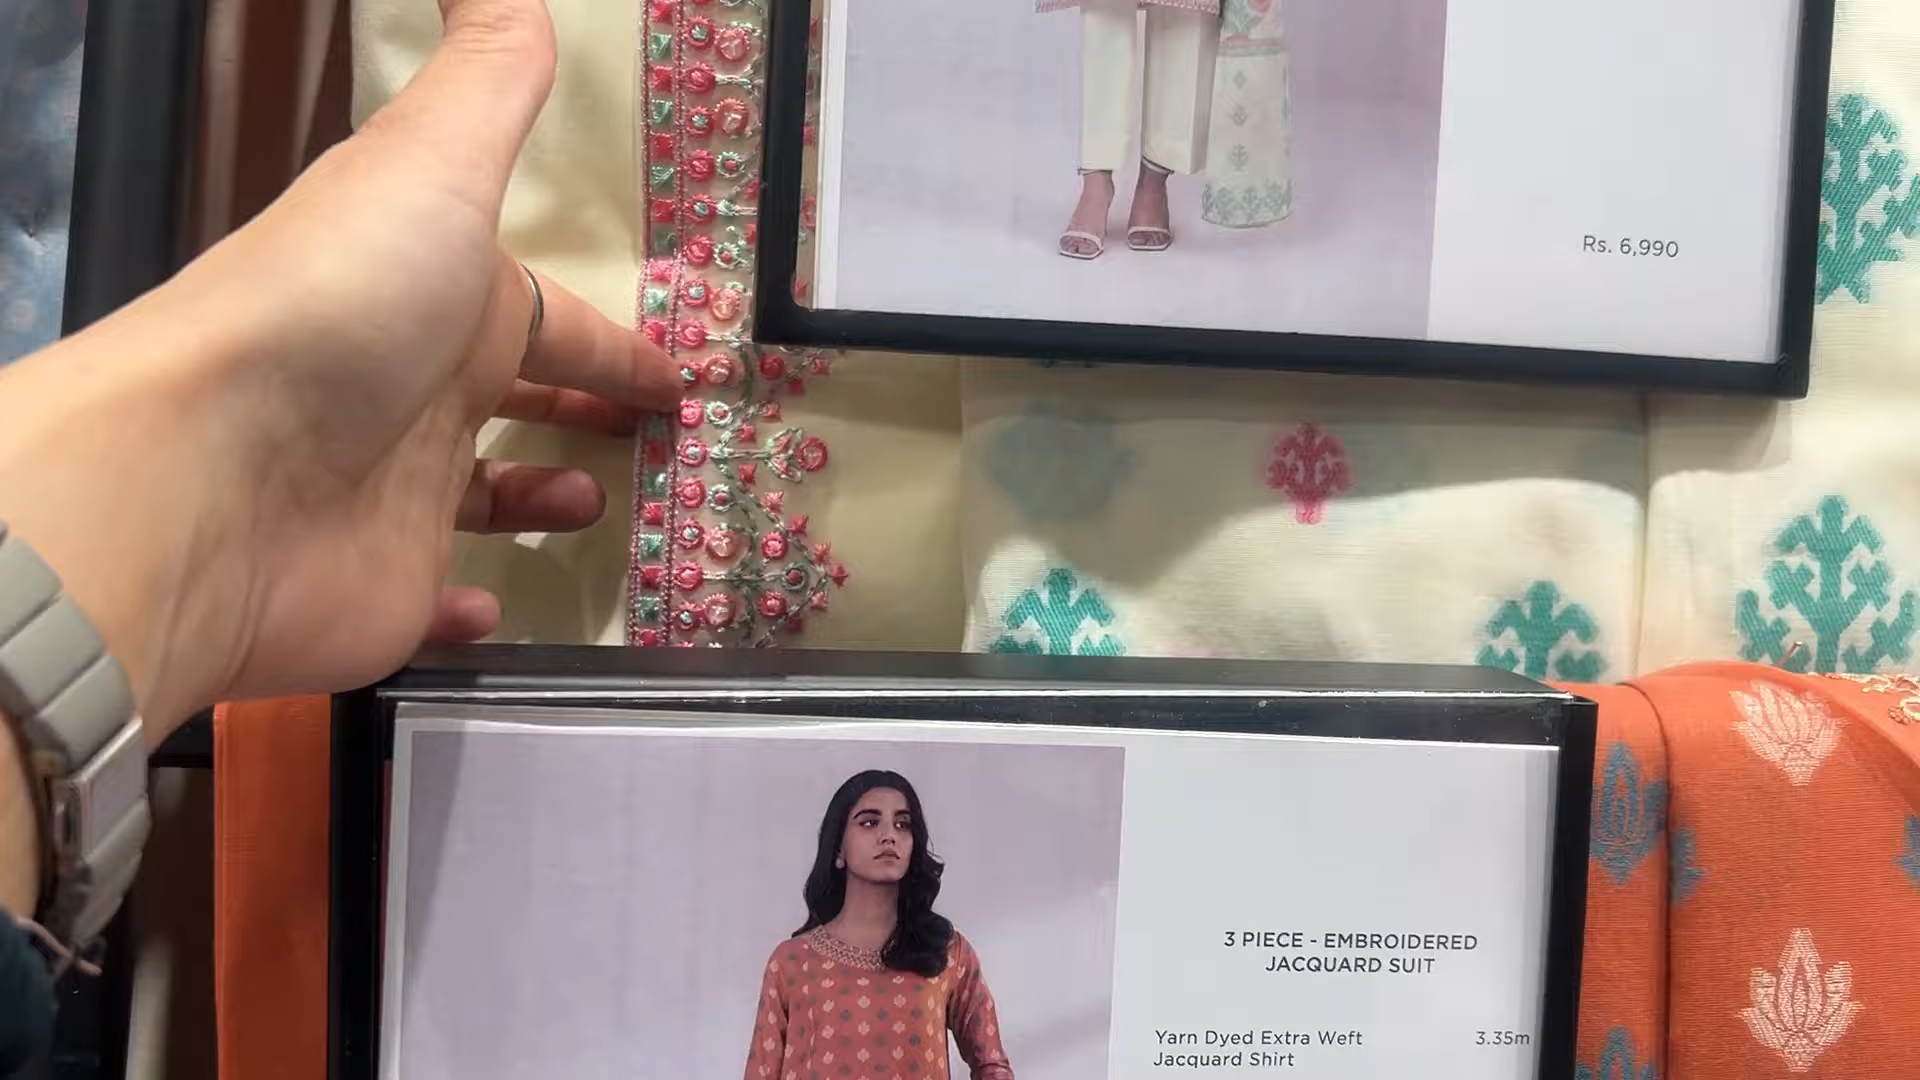 Rs. 6,990
3 PIECE - EMBROIDERED
JACQUARD SUIT
Yarn Dyed Extra Weft 3.35m
Jacquard Shirt